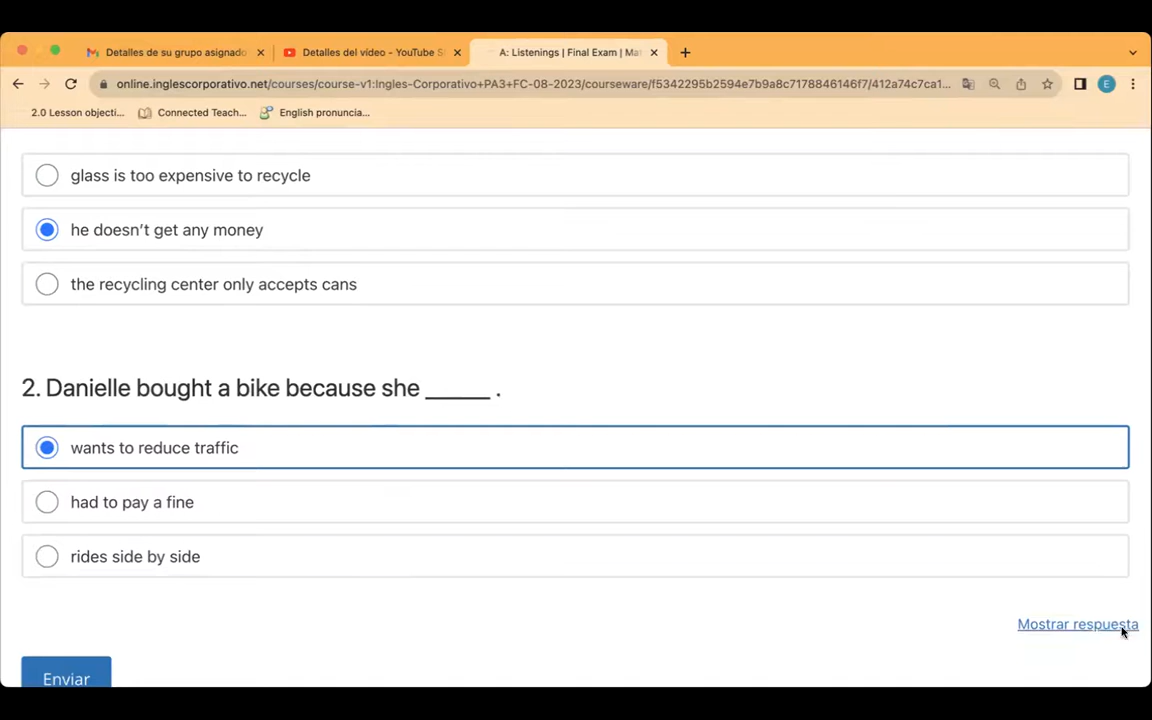 Detalles de su grupo asignado
Detalles del video - YouTube S
A: Listenings | Final Exam | Ma
online.inglescorporativo.net/courses/course-v1:Ingles-Corporativo+PA3+FC-08-2023/courseware/f5342295b2594e7b9a8c7178846146f7/412a74c7ca1...
E
2.0 Lesson objecti...
Connected Teach...
English pronuncia...
glass is too expensive to recycle
he doesn't get any money
the recycling center only accepts cans
2. Danielle bought a bike because she ______ .
wants to reduce traffic
had to pay a fine
rides side by side
Mostrar respuesta
Enviar